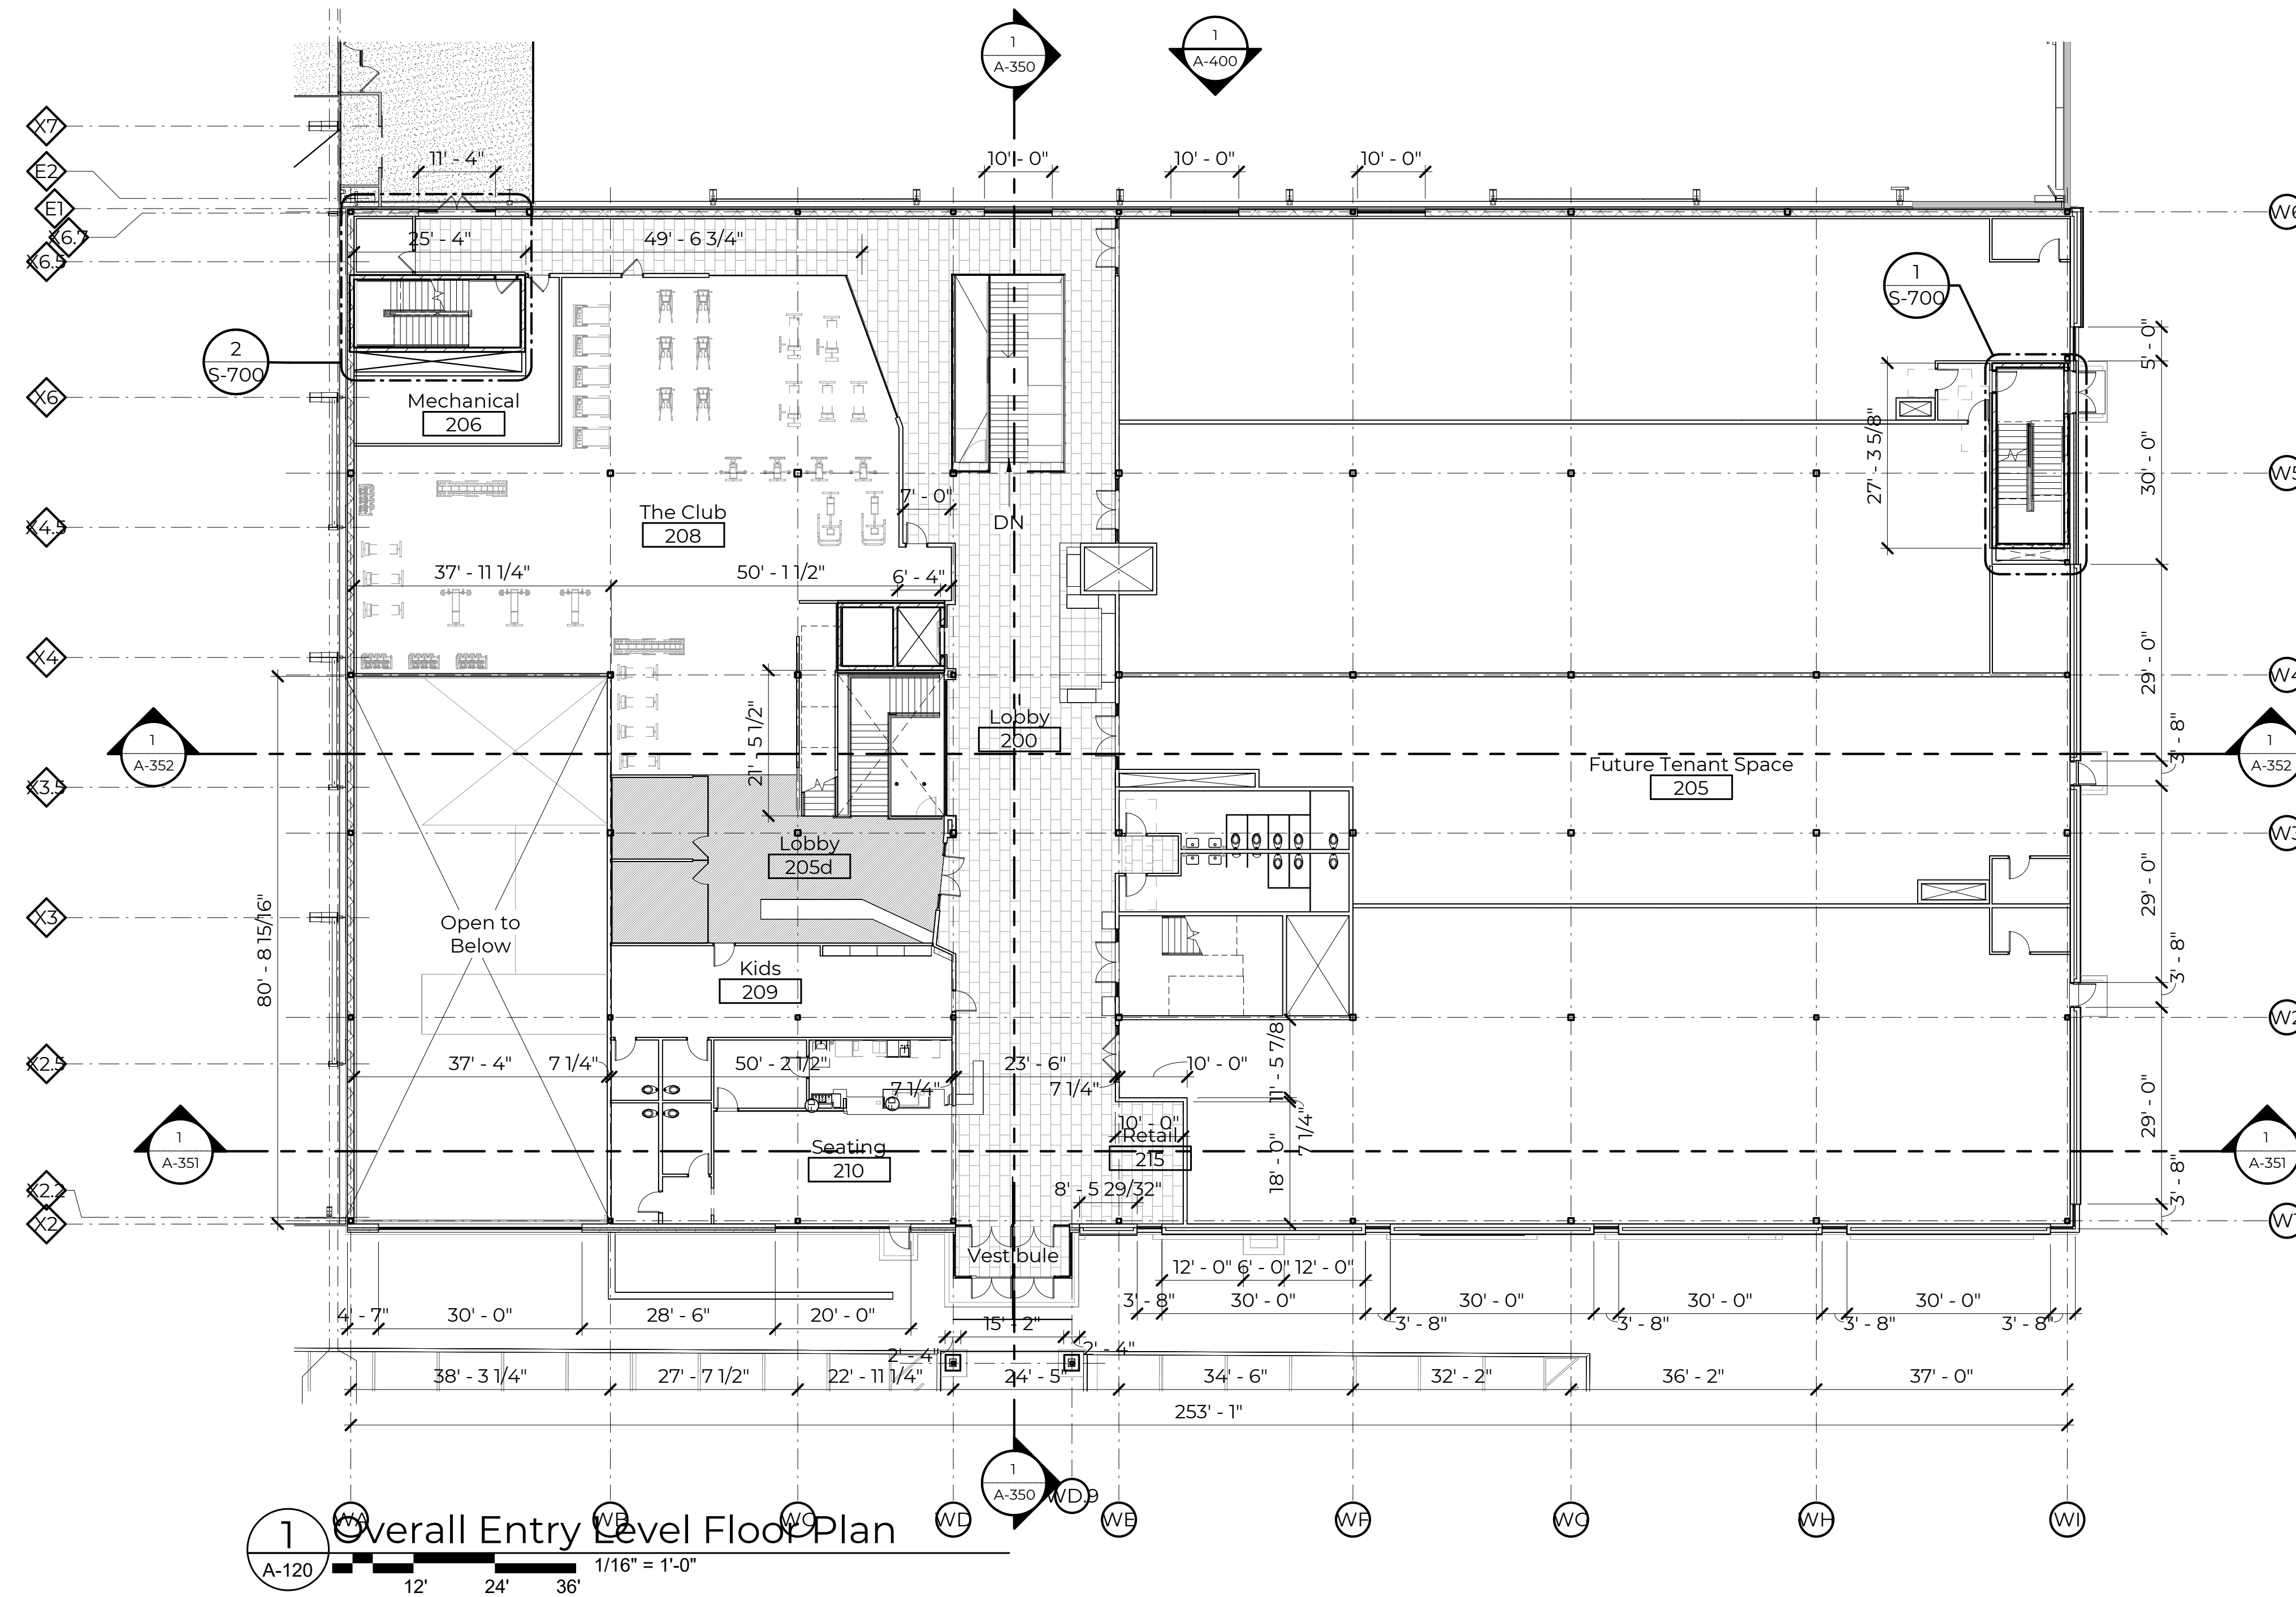 1
A-350
1
A-400
X7
E2
E1
X6.7
X6.5
X6
X4.5
X4
X3.5
X3
X2.5
X2.2
X2
11' - 4"
10' - 0"
10' - 0"
10' - 0"
25' - 4"
49' - 6 3/4"
1
S-700
2
S-700
5' - 0"
Mechanical
206
27' - 3 5/8"
30' - 0"
7' - 0"
The Club
208
DN
37' - 11 1/4"
50' - 1 1/2"
6' - 4"
29' - 0"
21' - 5 1/2"
Lobby
200
3' - 8"
1
A-352
1
A-352
Future Tenant Space
205
Lobby
205d
80' - 8 15/16"
Open to
Below
29' - 0"
3' - 8"
Kids
209
37' - 4"
7 1/4"
50' - 2 1/2"
7 1/4"
23' - 6"
7 1/4"
10' - 0"
11' - 5 7/8"
29' - 0"
10' - 0"
Retail
215
18' - 0"
7 1/4"
1
A-351
1
A-351
Seating
210
8' - 5 29/32"
3' - 8"
Vestibule
12' - 0"
6' - 0"
12' - 0"
4' - 7"
30' - 0"
28' - 6"
20' - 0"
15' - 2"
3' - 8"
30' - 0"
3' - 8"
30' - 0"
3' - 8"
30' - 0"
3' - 8"
30' - 0"
3' - 8"
2' - 4"
2' - 4"
38' - 3 1/4"
27' - 7 1/2"
22' - 11 1/4"
24' - 5"
34' - 6"
32' - 2"
36' - 2"
37' - 0"
253' - 1"
1
A-350
WD.9
WA
WB
WC
WD
WE
WF
WG
WH
WI
1
A-120
Overall Entry Level Floor Plan
1/16" = 1'-0"
12'
24'
36'